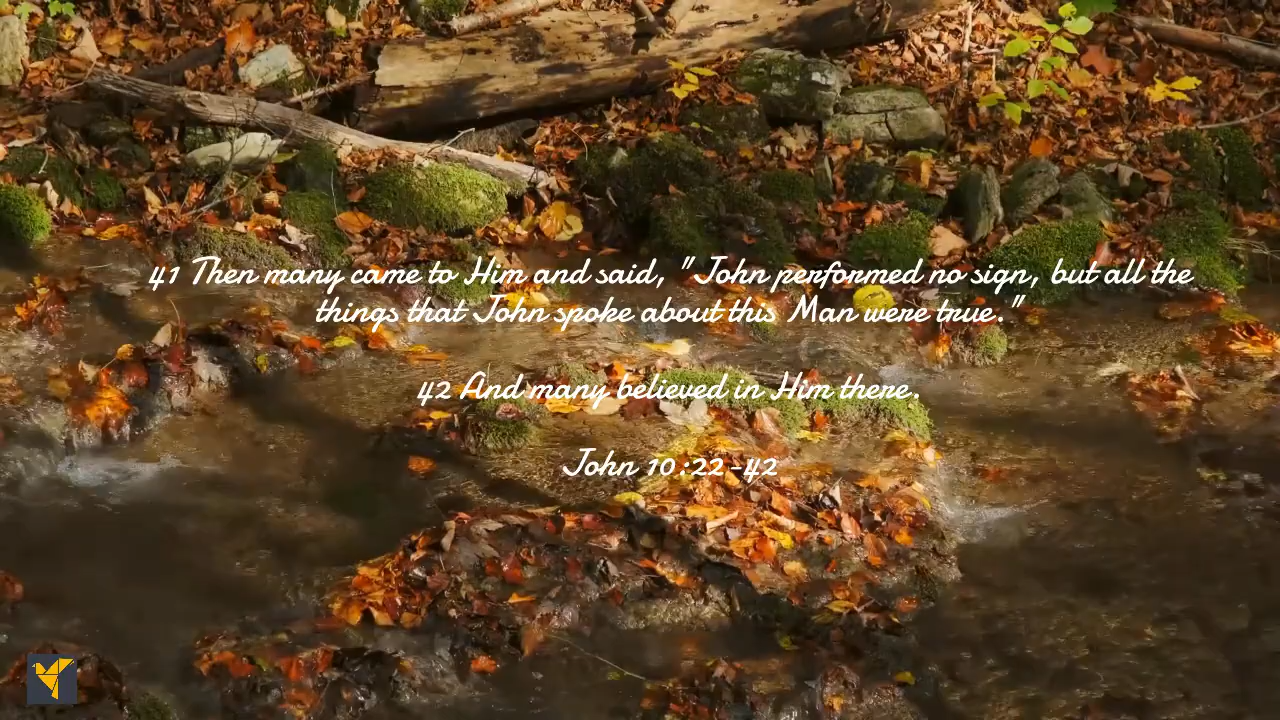 41 Then many came to Him and said, "John performed no sign, but all the
things that John spoke about this Man were true."
42 And many believed in Him there.
John 10:22-42